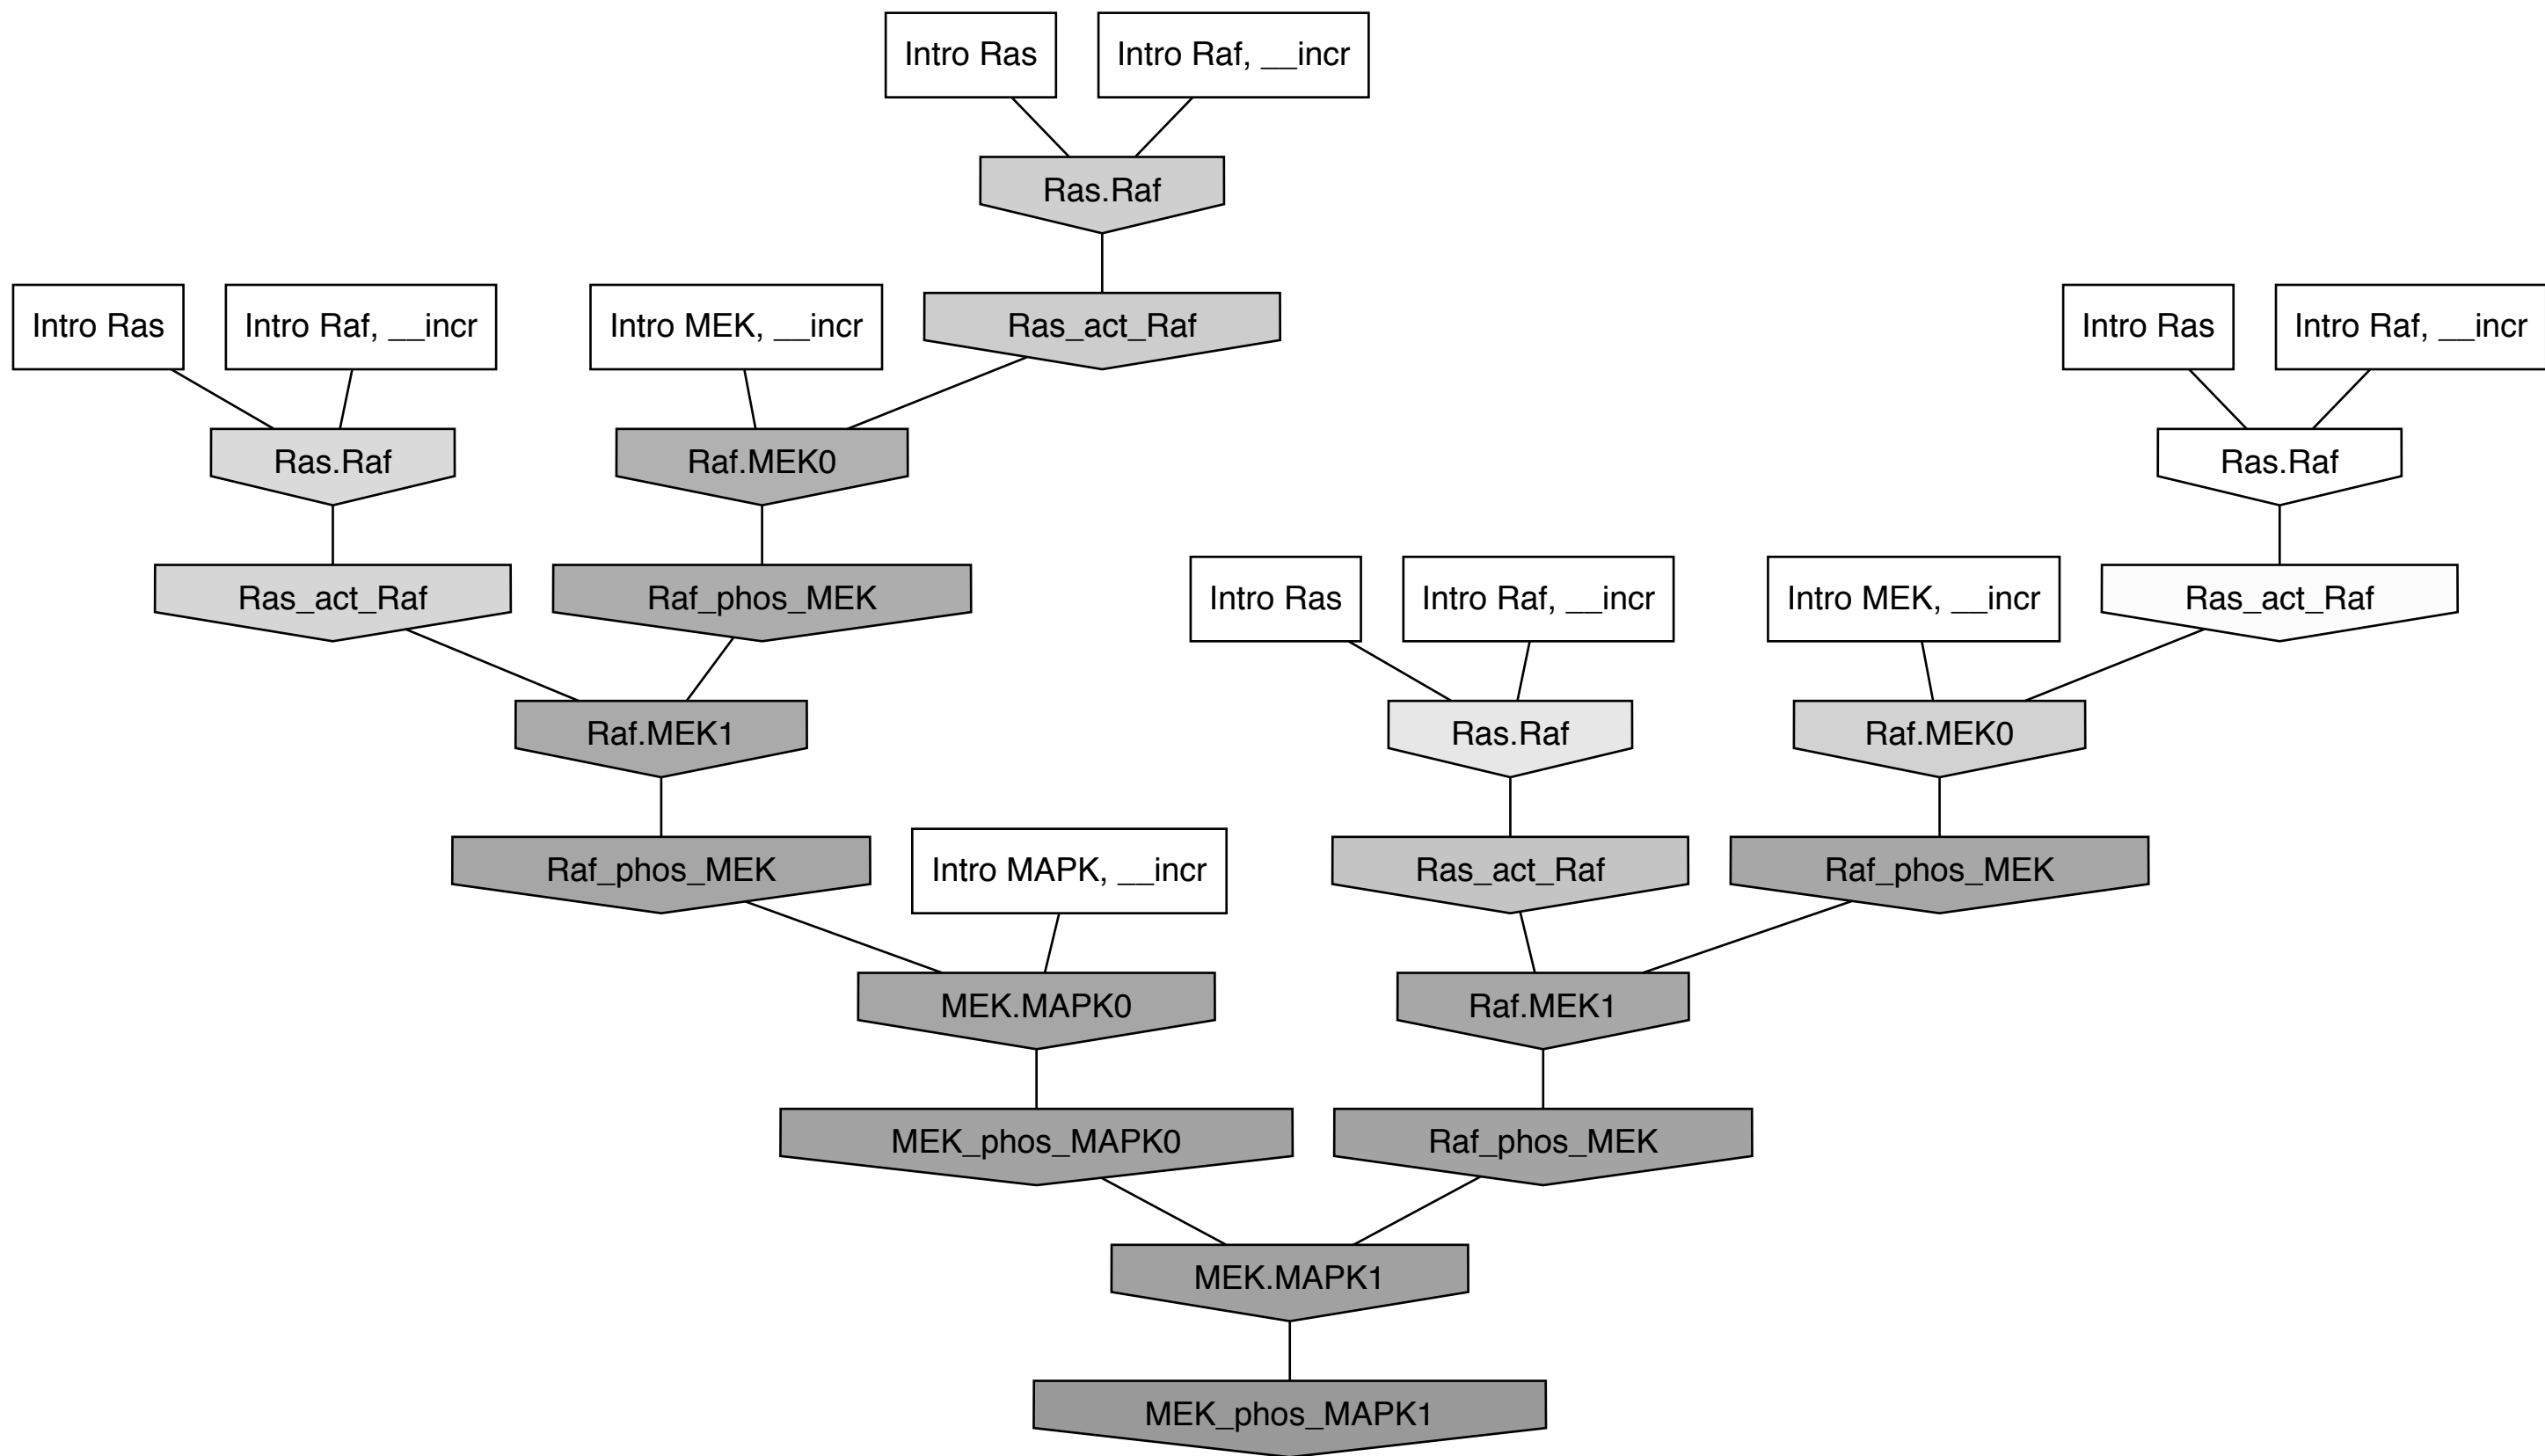 Intro Ras
Intro Raf, __incr
Ras.Raf
Intro Ras
Intro Raf, __incr
Intro MEK, __incr
Ras_act_Raf
Intro Ras
Intro Raf, __incr
Ras.Raf
Raf.MEK0
Ras.Raf
Ras_act_Raf
Raf_phos_MEK
Intro Ras
Intro Raf, __incr
Intro MEK, __incr
Ras_act_Raf
Raf.MEK1
Ras.Raf
Raf.MEK0
Raf_phos_MEK
Intro MAPK, __incr
Ras_act_Raf
Raf_phos_MEK
MEK.MAPK0
Raf.MEK1
MEK_phos_MAPK0
Raf_phos_MEK
MEK.MAPK1
MEK_phos_MAPK1